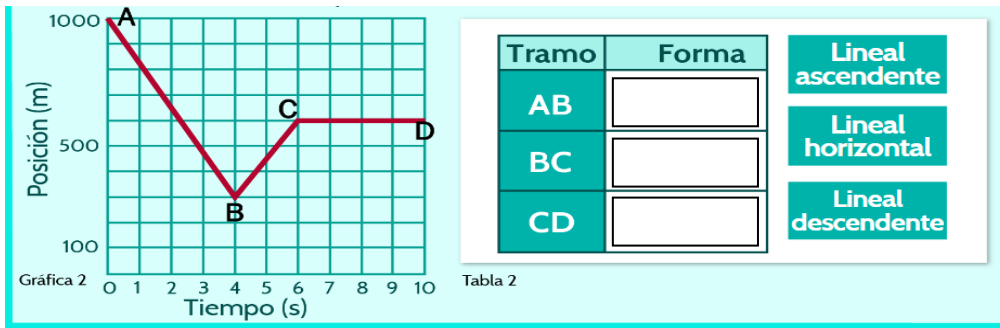 1000
A
C
D
500
B
100
Posición (m)
Gráfica 2
0 1 2 3 4 5 6 7 8 9 10
Tiempo (s)
Tramo Forma
AB
BC
CD
Lineal
ascendente
Lineal
horizontal
Lineal
descendente
Tabla 2